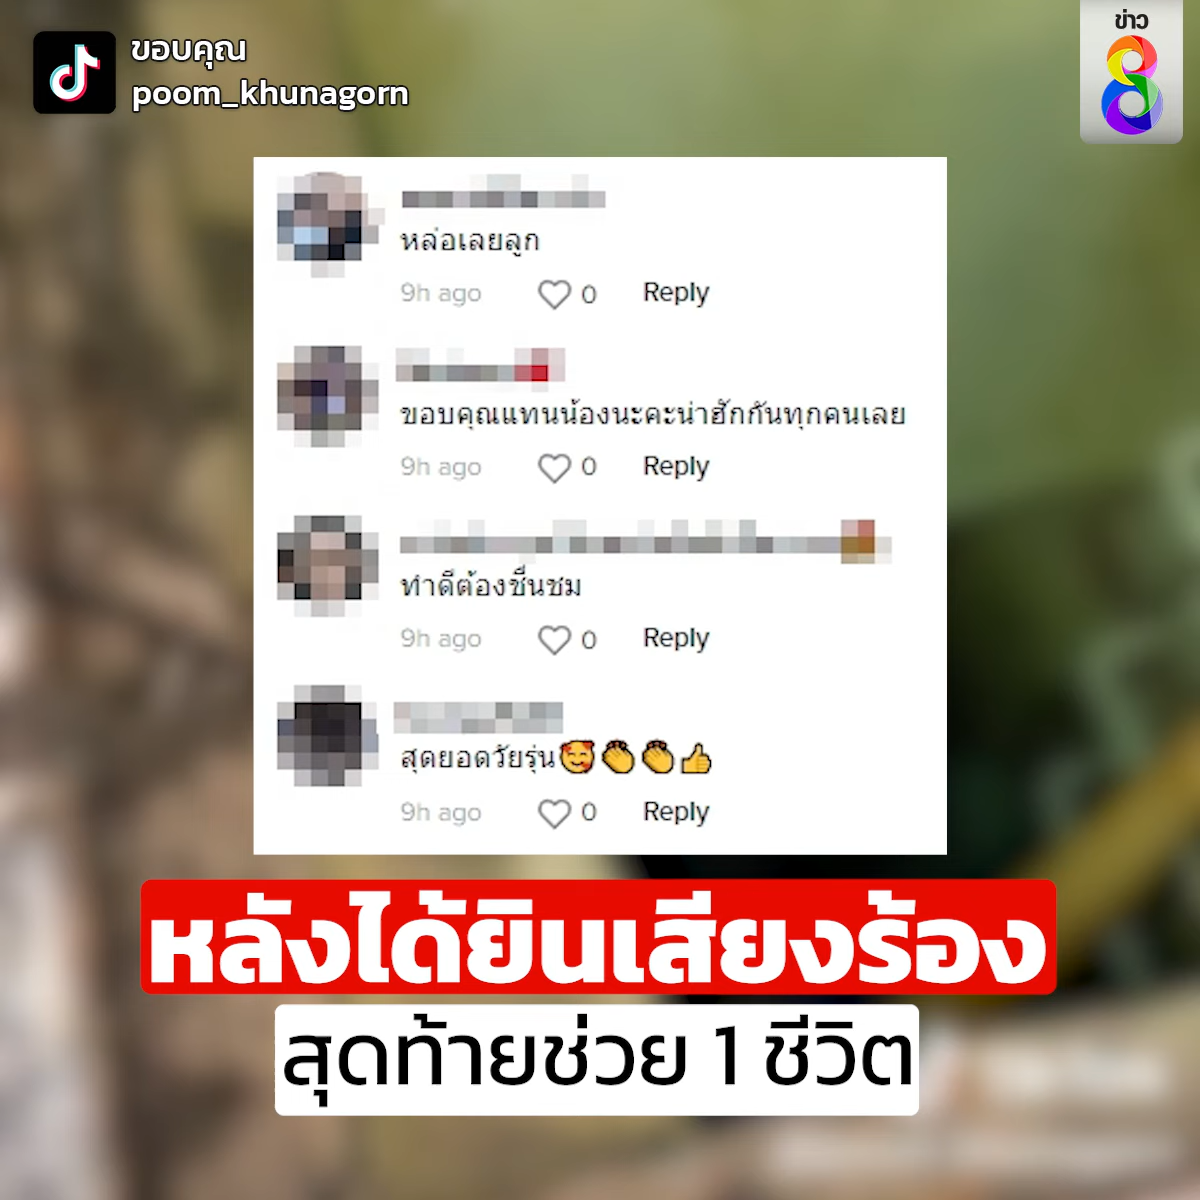 ขอบคุณ
poom_khunagorn
ข่าว
8
หล่อเลยลูก
9h ago 0 Reply
ขอบคุณแทนน้องนะคะน่าฮักกันทุกคนเลย
9h ago 0 Reply
ทำดีต้องชื่นชม
9h ago 0 Reply
สุดยอดวัยรุ่น🥰👏👏👍
9h ago 0 Reply
หลังได้ยินเสียงร้อง
สุดท้ายช่วย 1 ชีวิต